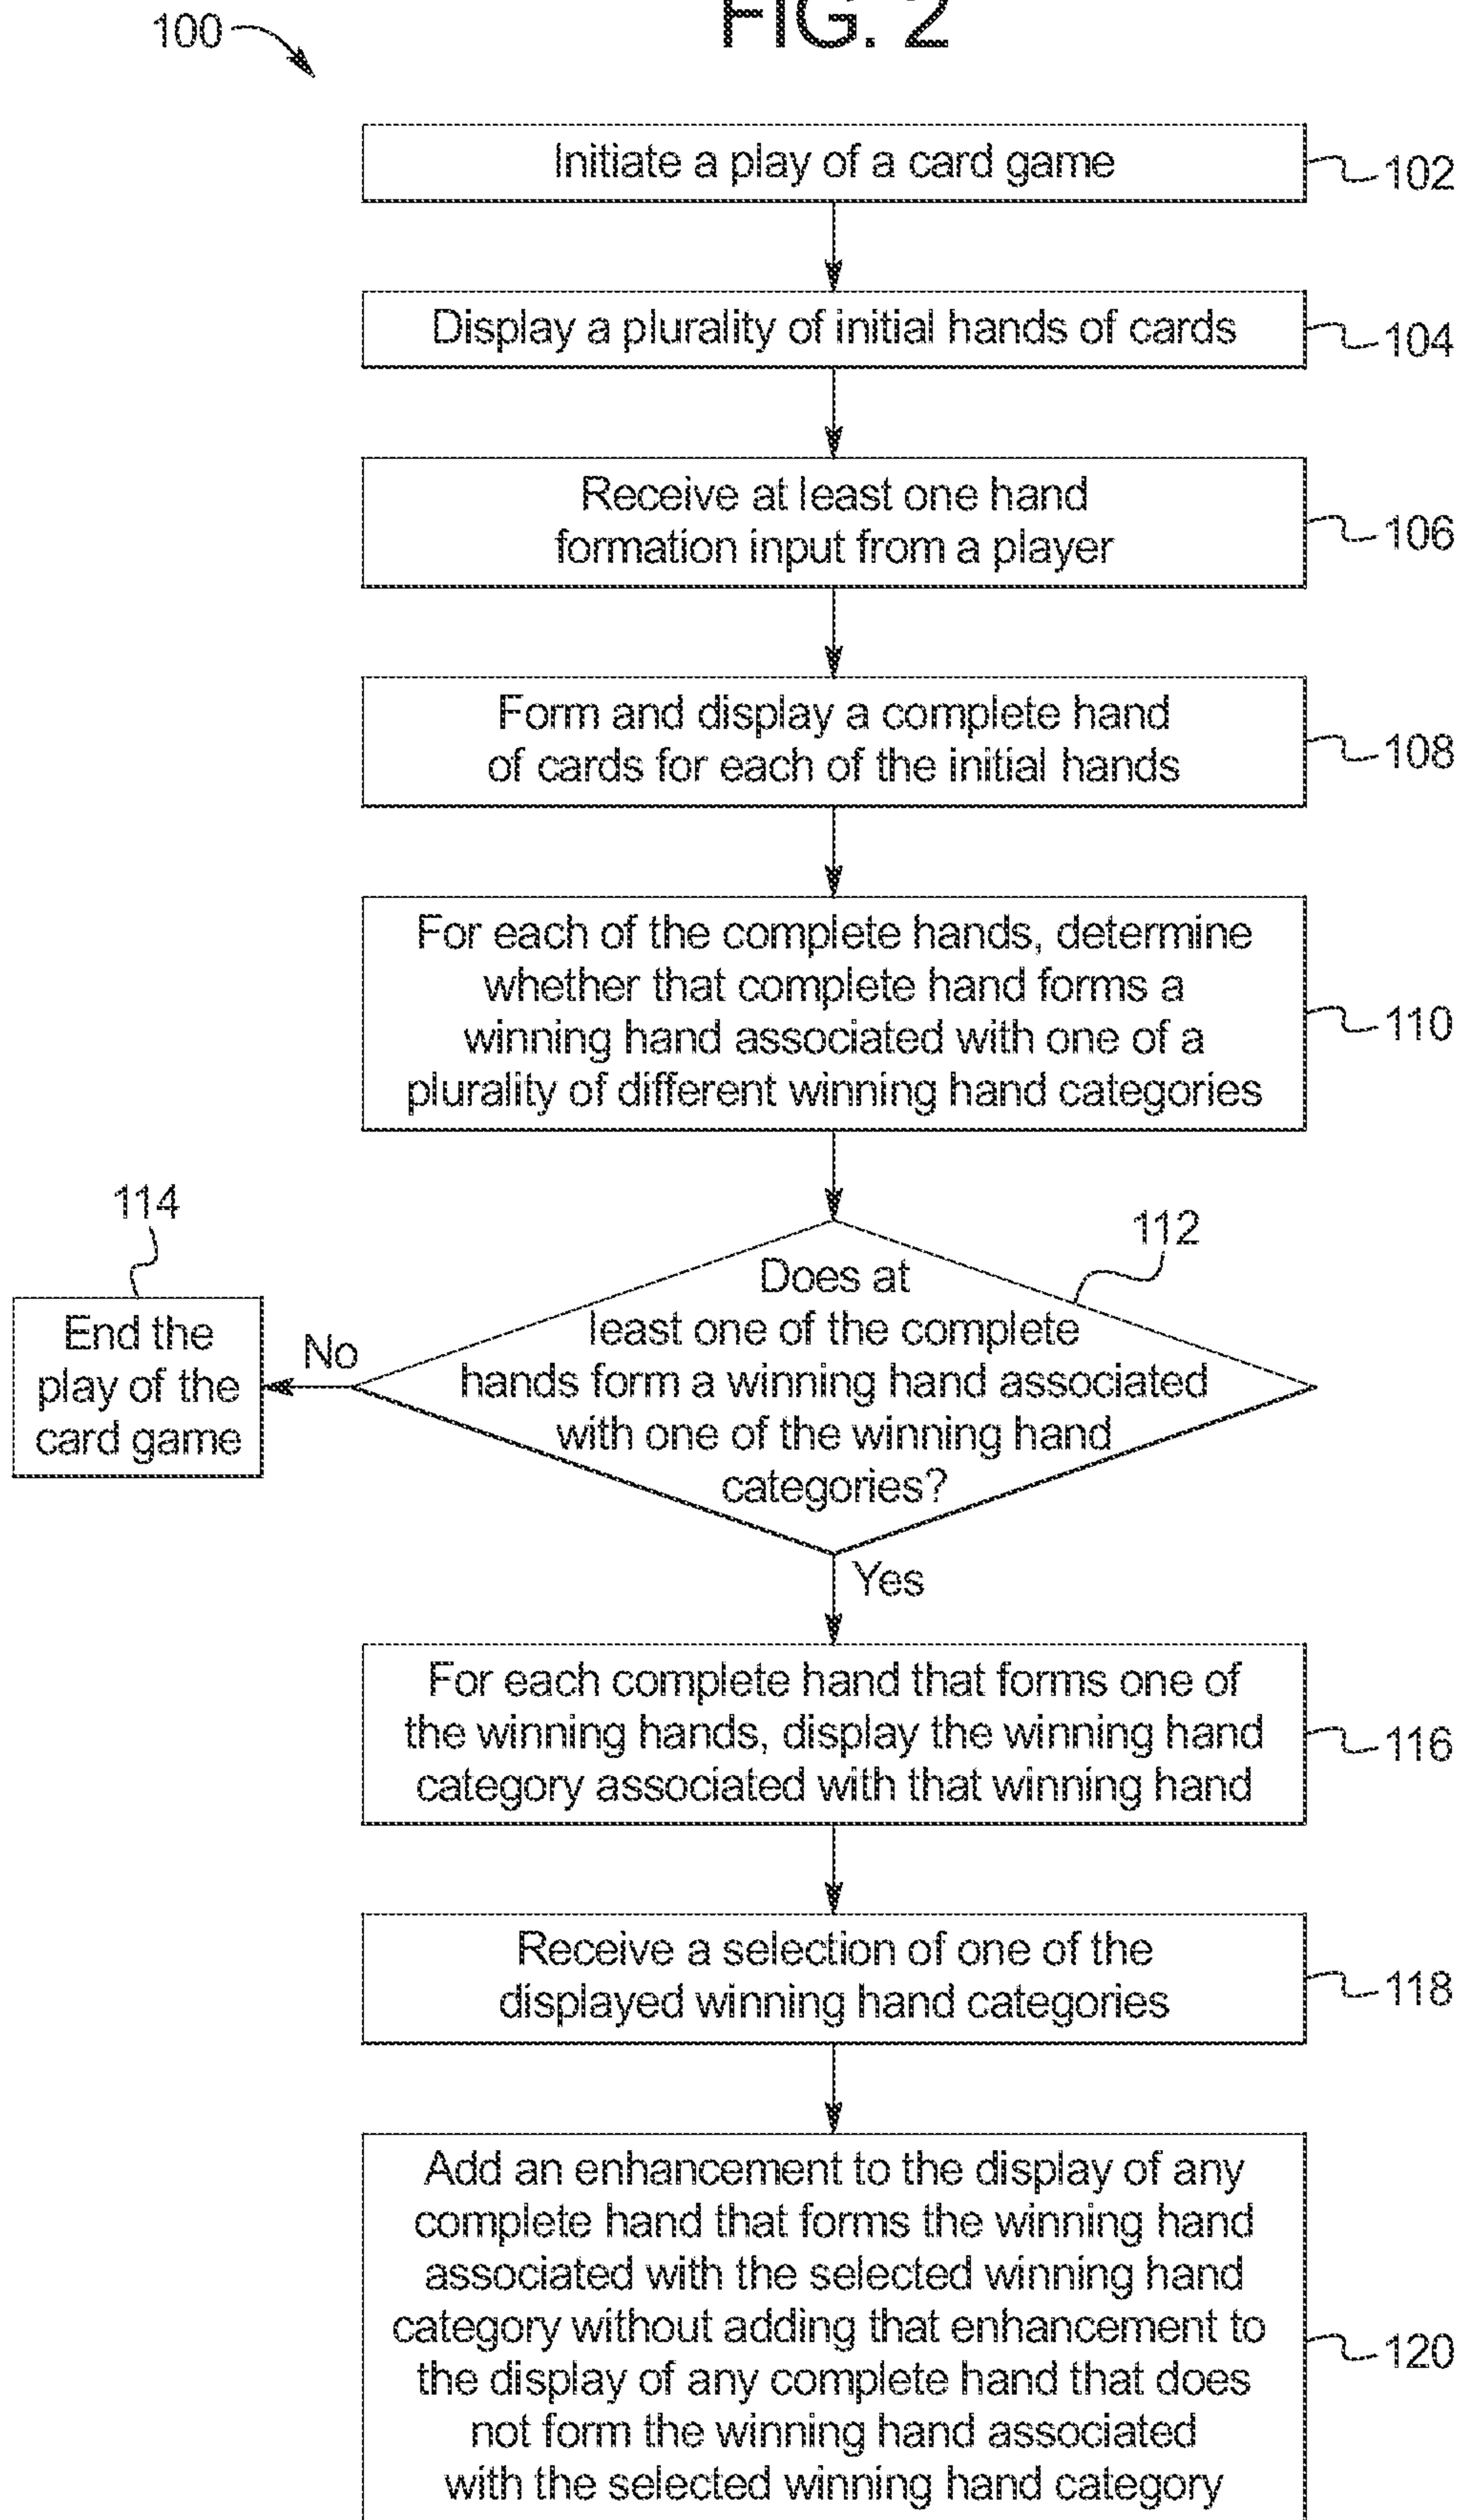 FIG. 2
100
Initiate a play of a card game
102
Display a plurality of initial hands of cards
104
Receive at least one hand
formation input from a player
106
Form and display a complete hand
of cards for each of the initial hands
108
For each of the complete hands, determine
whether that complete hand forms a
winning hand associated with one of a
plurality of different winning hand categories
110
114
End the
play of the
card game
No
112
Does at
least one of the complete
hands form a winning hand associated
with one of the winning hand
categories?
Yes
For each complete hand that forms one of
the winning hands, display the winning hand
category associated with that winning hand
116
Receive a selection of one of the
displayed winning hand categories
118
Add an enhancement to the display of any
complete hand that forms the winning hand
associated with the selected winning hand
category without adding that enhancement to
the display of any complete hand that does
not form the winning hand associated
with the selected winning hand category
120